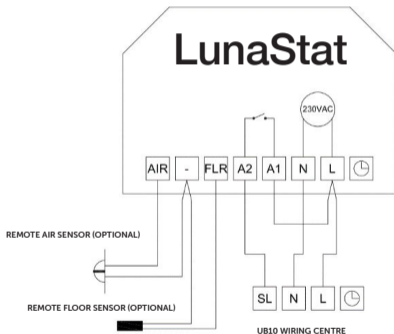 LunaStat
230VAC
AIR - FLR A2 A1 N L
REMOTE AIR SENSOR (OPTIONAL)
REMOTE FLOOR SENSOR (OPTIONAL)
SL N L
UB10 WIRING CENTRE